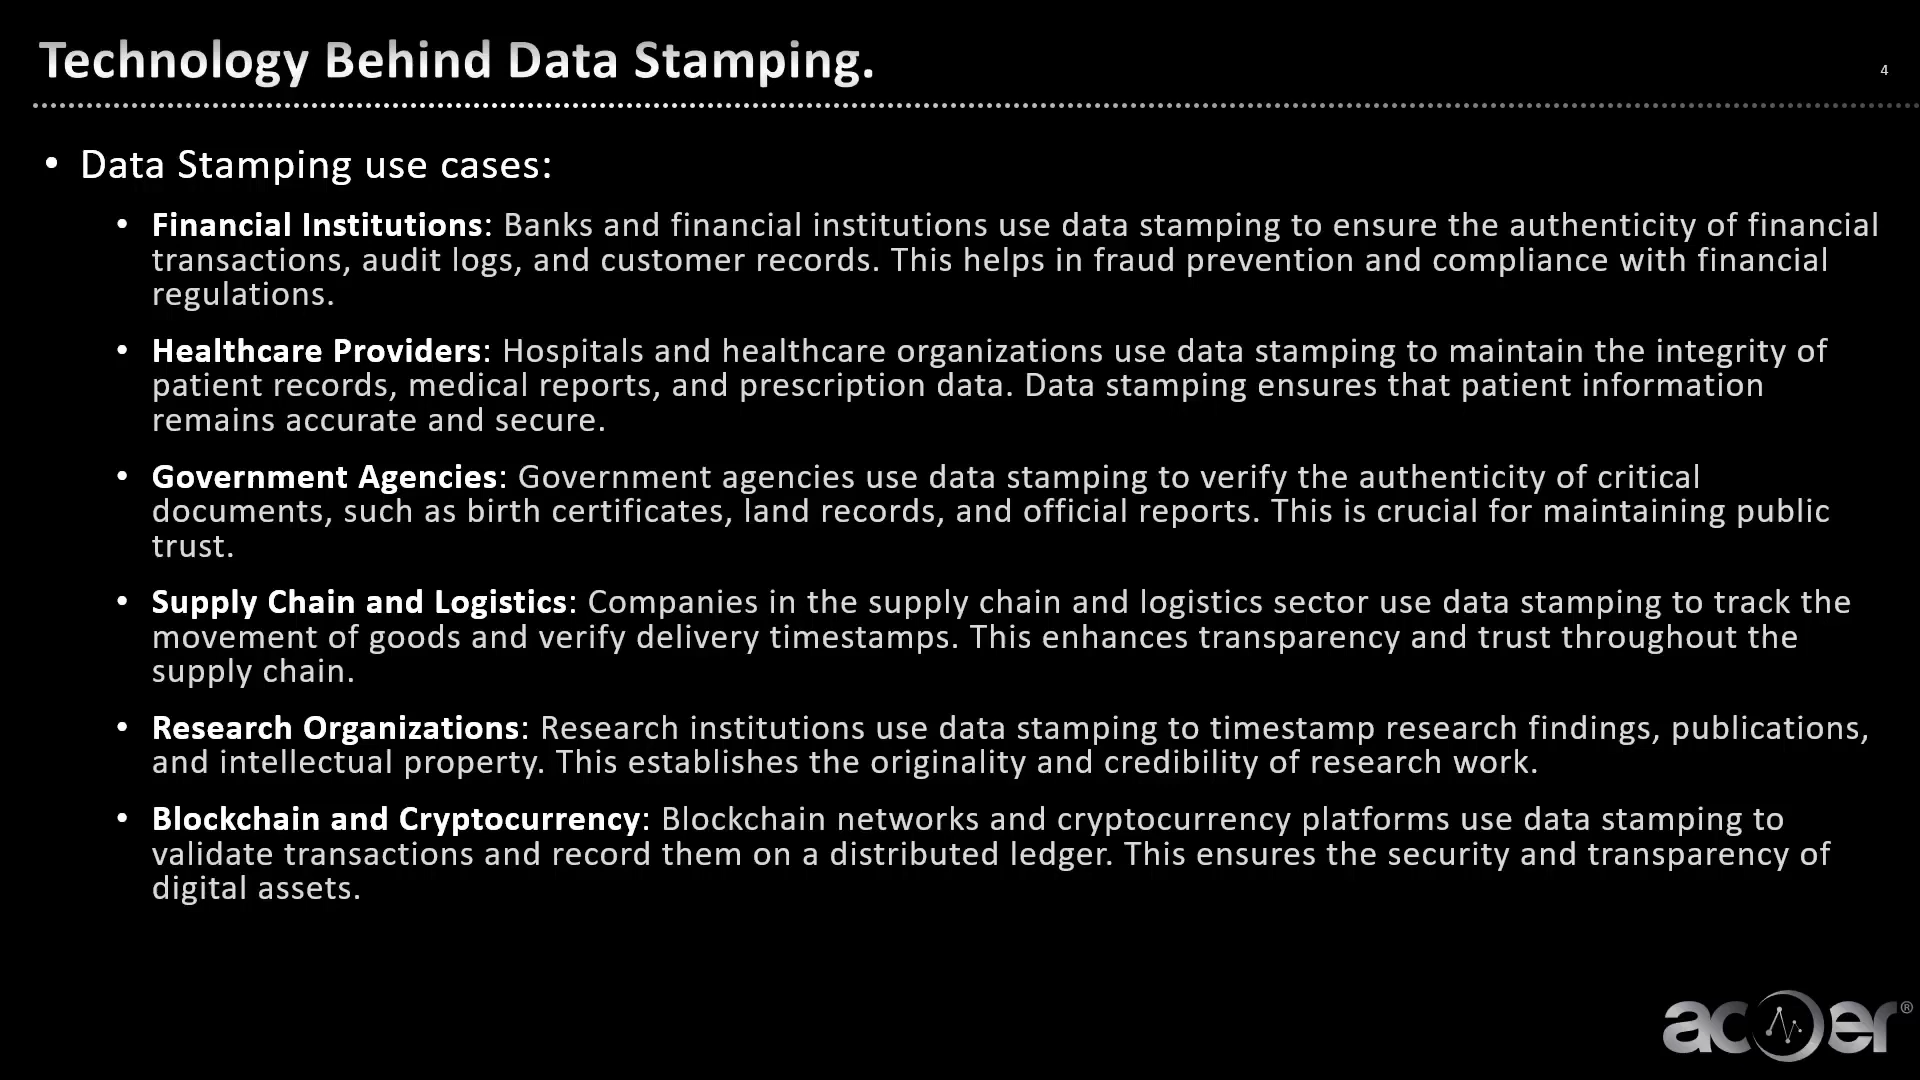 Technology Behind Data Stamping.
4
• Data Stamping use cases:
• Financial Institutions: Banks and financial institutions use data stamping to ensure the authenticity of financial
transactions, audit logs, and customer records. This helps in fraud prevention and compliance with financial
regulations.
• Healthcare Providers: Hospitals and healthcare organizations use data stamping to maintain the integrity of
patient records, medical reports, and prescription data. Data stamping ensures that patient information
remains accurate and secure.
• Government Agencies: Government agencies use data stamping to verify the authenticity of critical
documents, such as birth certificates, land records, and official reports. This is crucial for maintaining public
trust.
• Supply Chain and Logistics: Companies in the supply chain and logistics sector use data stamping to track the
movement of goods and verify delivery timestamps. This enhances transparency and trust throughout the
supply chain.
• Research Organizations: Research institutions use data stamping to timestamp research findings, publications,
and intellectual property. This establishes the originality and credibility of research work.
• Blockchain and Cryptocurrency: Blockchain networks and cryptocurrency platforms use data stamping to
validate transactions and record them on a distributed ledger. This ensures the security and transparency of
digital assets.
acoer®